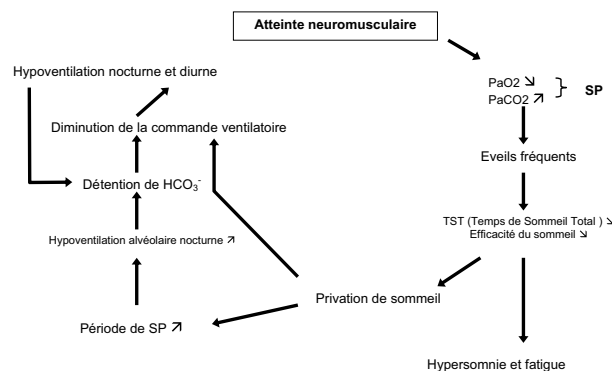 Atteinte neuromusculaire
Hypoventilation nocturne et diurne
PaO2 ↘
PaCO2 ↗
SP
Diminution de la commande ventilatoire
Eveils fréquents
Détention de HCO₃⁻
TST (Temps de Sommeil Total ) ↘
Efficacité du sommeil ↘
Hypoventilation alvéolaire nocturne ↗
Privation de sommeil
Période de SP ↗
Hypersomnie et fatigue